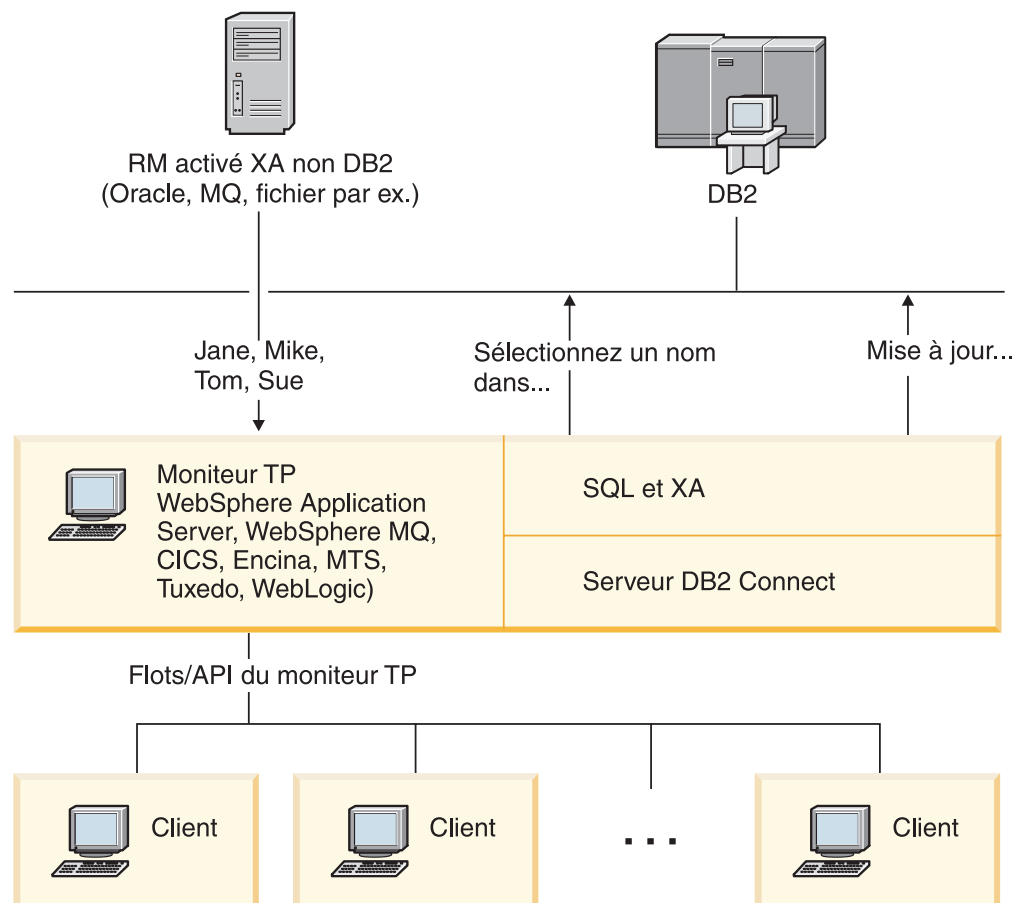 RM activé XA non DB2
(Oracle, MQ, fichier par ex.)
DB2
Jane, Mike,
Tom, Sue
Sélectionnez un nom
dans...
Mise à jour...
Moniteur TP
WebSphere Application
Server, WebSphere MQ,
CICS, Encina, MTS,
Tuxedo, WebLogic)
SQL et XA
Serveur DB2 Connect
Flots/API du moniteur TP
Client
Client
...
Client